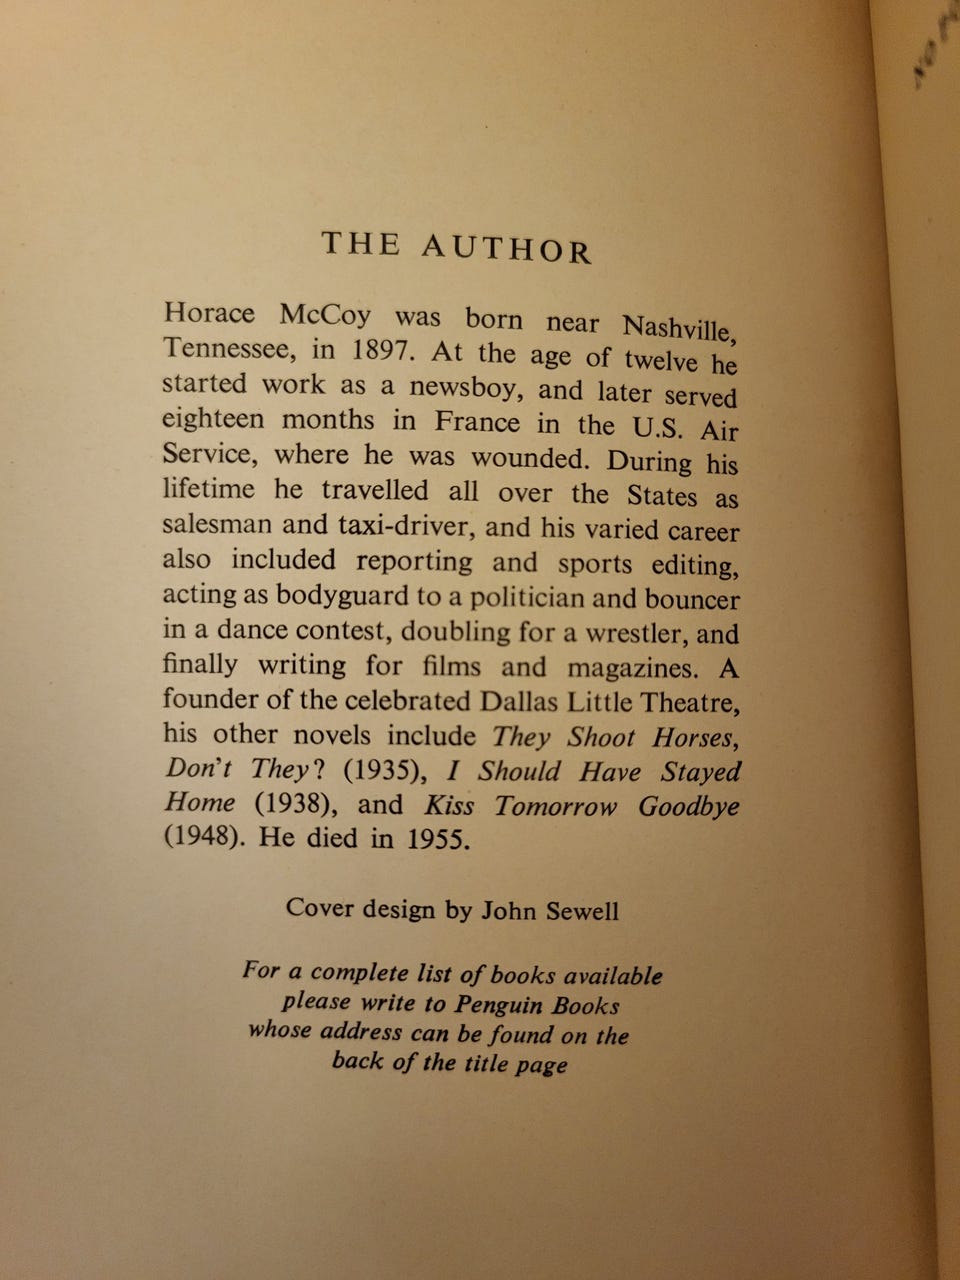 THE AUTHOR
Horace McCoy was born near Nashville,
Tennessee, in 1897. At the age of twelve he
started work as a newsboy, and later served
eighteen months in France in the U.S. Air
Service, where he was wounded. During his
lifetime he travelled all over the States as
salesman and taxi-driver, and his varied career
also included reporting and sports editing,
acting as bodyguard to a politician and bouncer
in a dance contest, doubling for a wrestler, and
finally writing for films and magazines. A
founder of the celebrated Dallas Little Theatre,
his other novels include They Shoot Horses,
Don't They? (1935), I Should Have Stayed
Home (1938), and Kiss Tomorrow Goodbye
(1948). He died in 1955.
Cover design by John Sewell
For a complete list of books available
please write to Penguin Books
whose address can be found on the
back of the title page